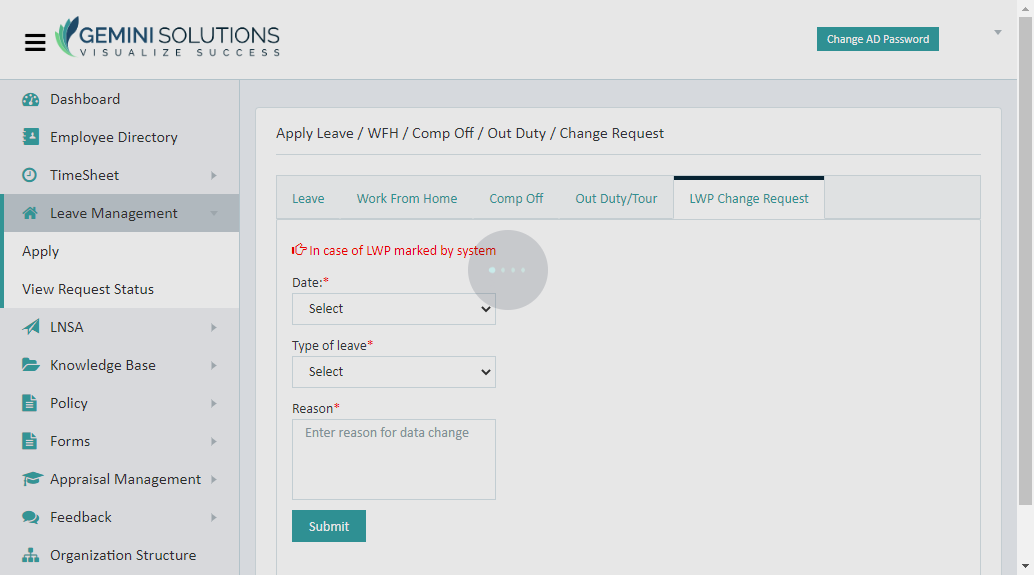 GEMINI SOLUTIONS
VISUALIZE SUCCESS
Change AD Password
Dashboard
Employee Directory
TimeSheet
Leave Management
Apply
View Request Status
LNSA
Knowledge Base
Policy
Forms
Appraisal Management
Feedback
Organization Structure
Apply Leave / WFH / Comp Off / Out Duty / Change Request
Leave
Work From Home
Comp Off
Out Duty/Tour
LWP Change Request
In case of LWP marked by system
Date:*
Select
Type of leave*
Select
Reason*
Enter reason for data change
Submit